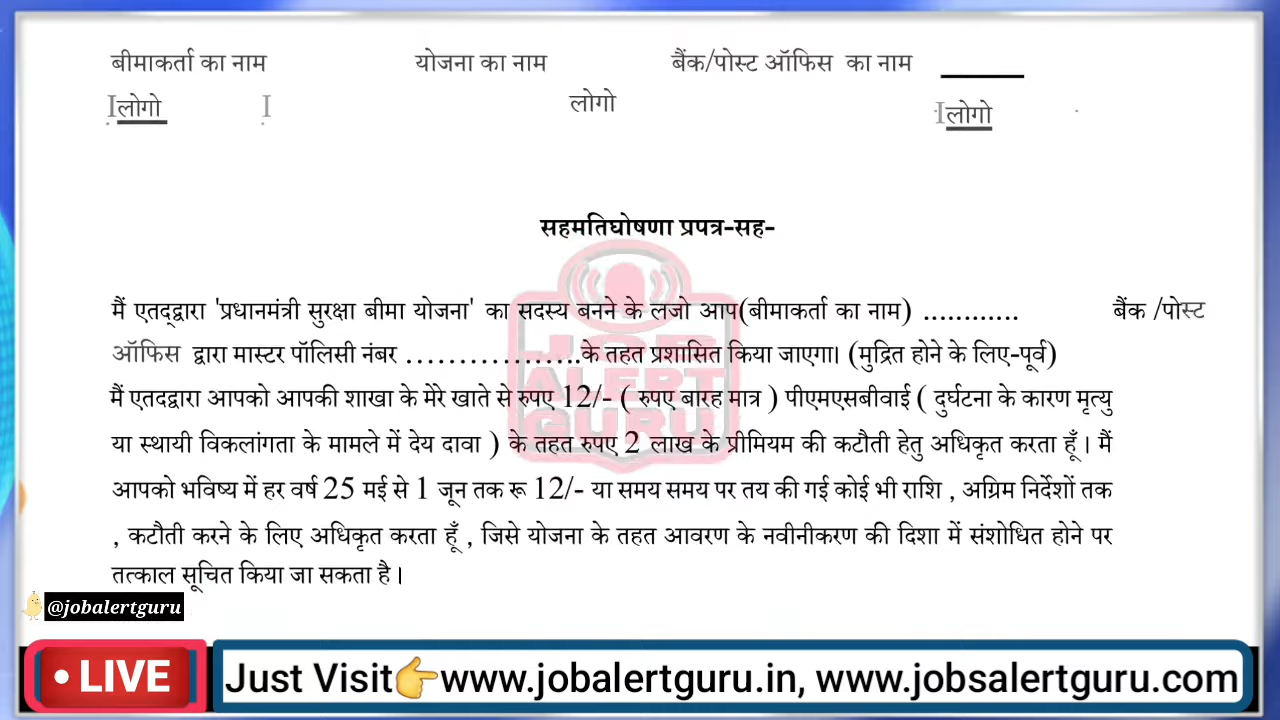 बीमाकर्ता का नाम योजना का नाम बैंक/पोस्ट ऑफिस का नाम
लोगो लोगो लोगो
सहमतिघोषणा प्रपत्र-सह-
मैं एतद्द्वारा 'प्रधानमंत्री सुरक्षा बीमा योजना' का सदस्य बनने के लजो आप(बीमाकर्ता का नाम) ............ बैंक /पोस्ट
ऑफिस द्वारा मास्टर पॉलिसी नंबर ……………….के तहत प्रशासित किया जाएगा। (मुद्रित होने के लिए-पूर्व)
मैं एतदद्वारा आपको आपकी शाखा के मेरे खाते से रुपए 12/- ( रुपए बारह मात्र ) पीएमएसबीवाई ( दुर्घटना के कारण मृत्यु
या स्थायी विकलांगता के मामले में देय दावा ) के तहत रुपए 2 लाख के प्रीमियम की कटौती हेतु अधिकृत करता हूँ। मैं
आपको भविष्य में हर वर्ष 25 मई से 1 जून तक रू 12/- या समय समय पर तय की गई कोई भी राशि , अग्रिम निर्देशों तक
, कटौती करने के लिए अधिकृत करता हूँ , जिसे योजना के तहत आवरण के नवीनीकरण की दिशा में संशोधित होने पर
तत्काल सूचित किया जा सकता है।
JOB
ALERT
GURU
@jobalertguru
• LIVE Just Visit👉www.jobalertguru.in, www.jobsalertguru.com